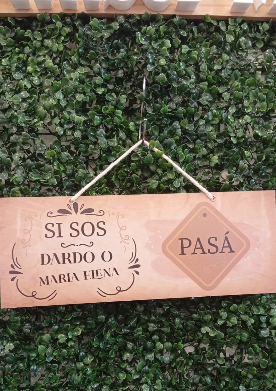 SI SOS
DARDO O
MARIA ELENA
PASÁ